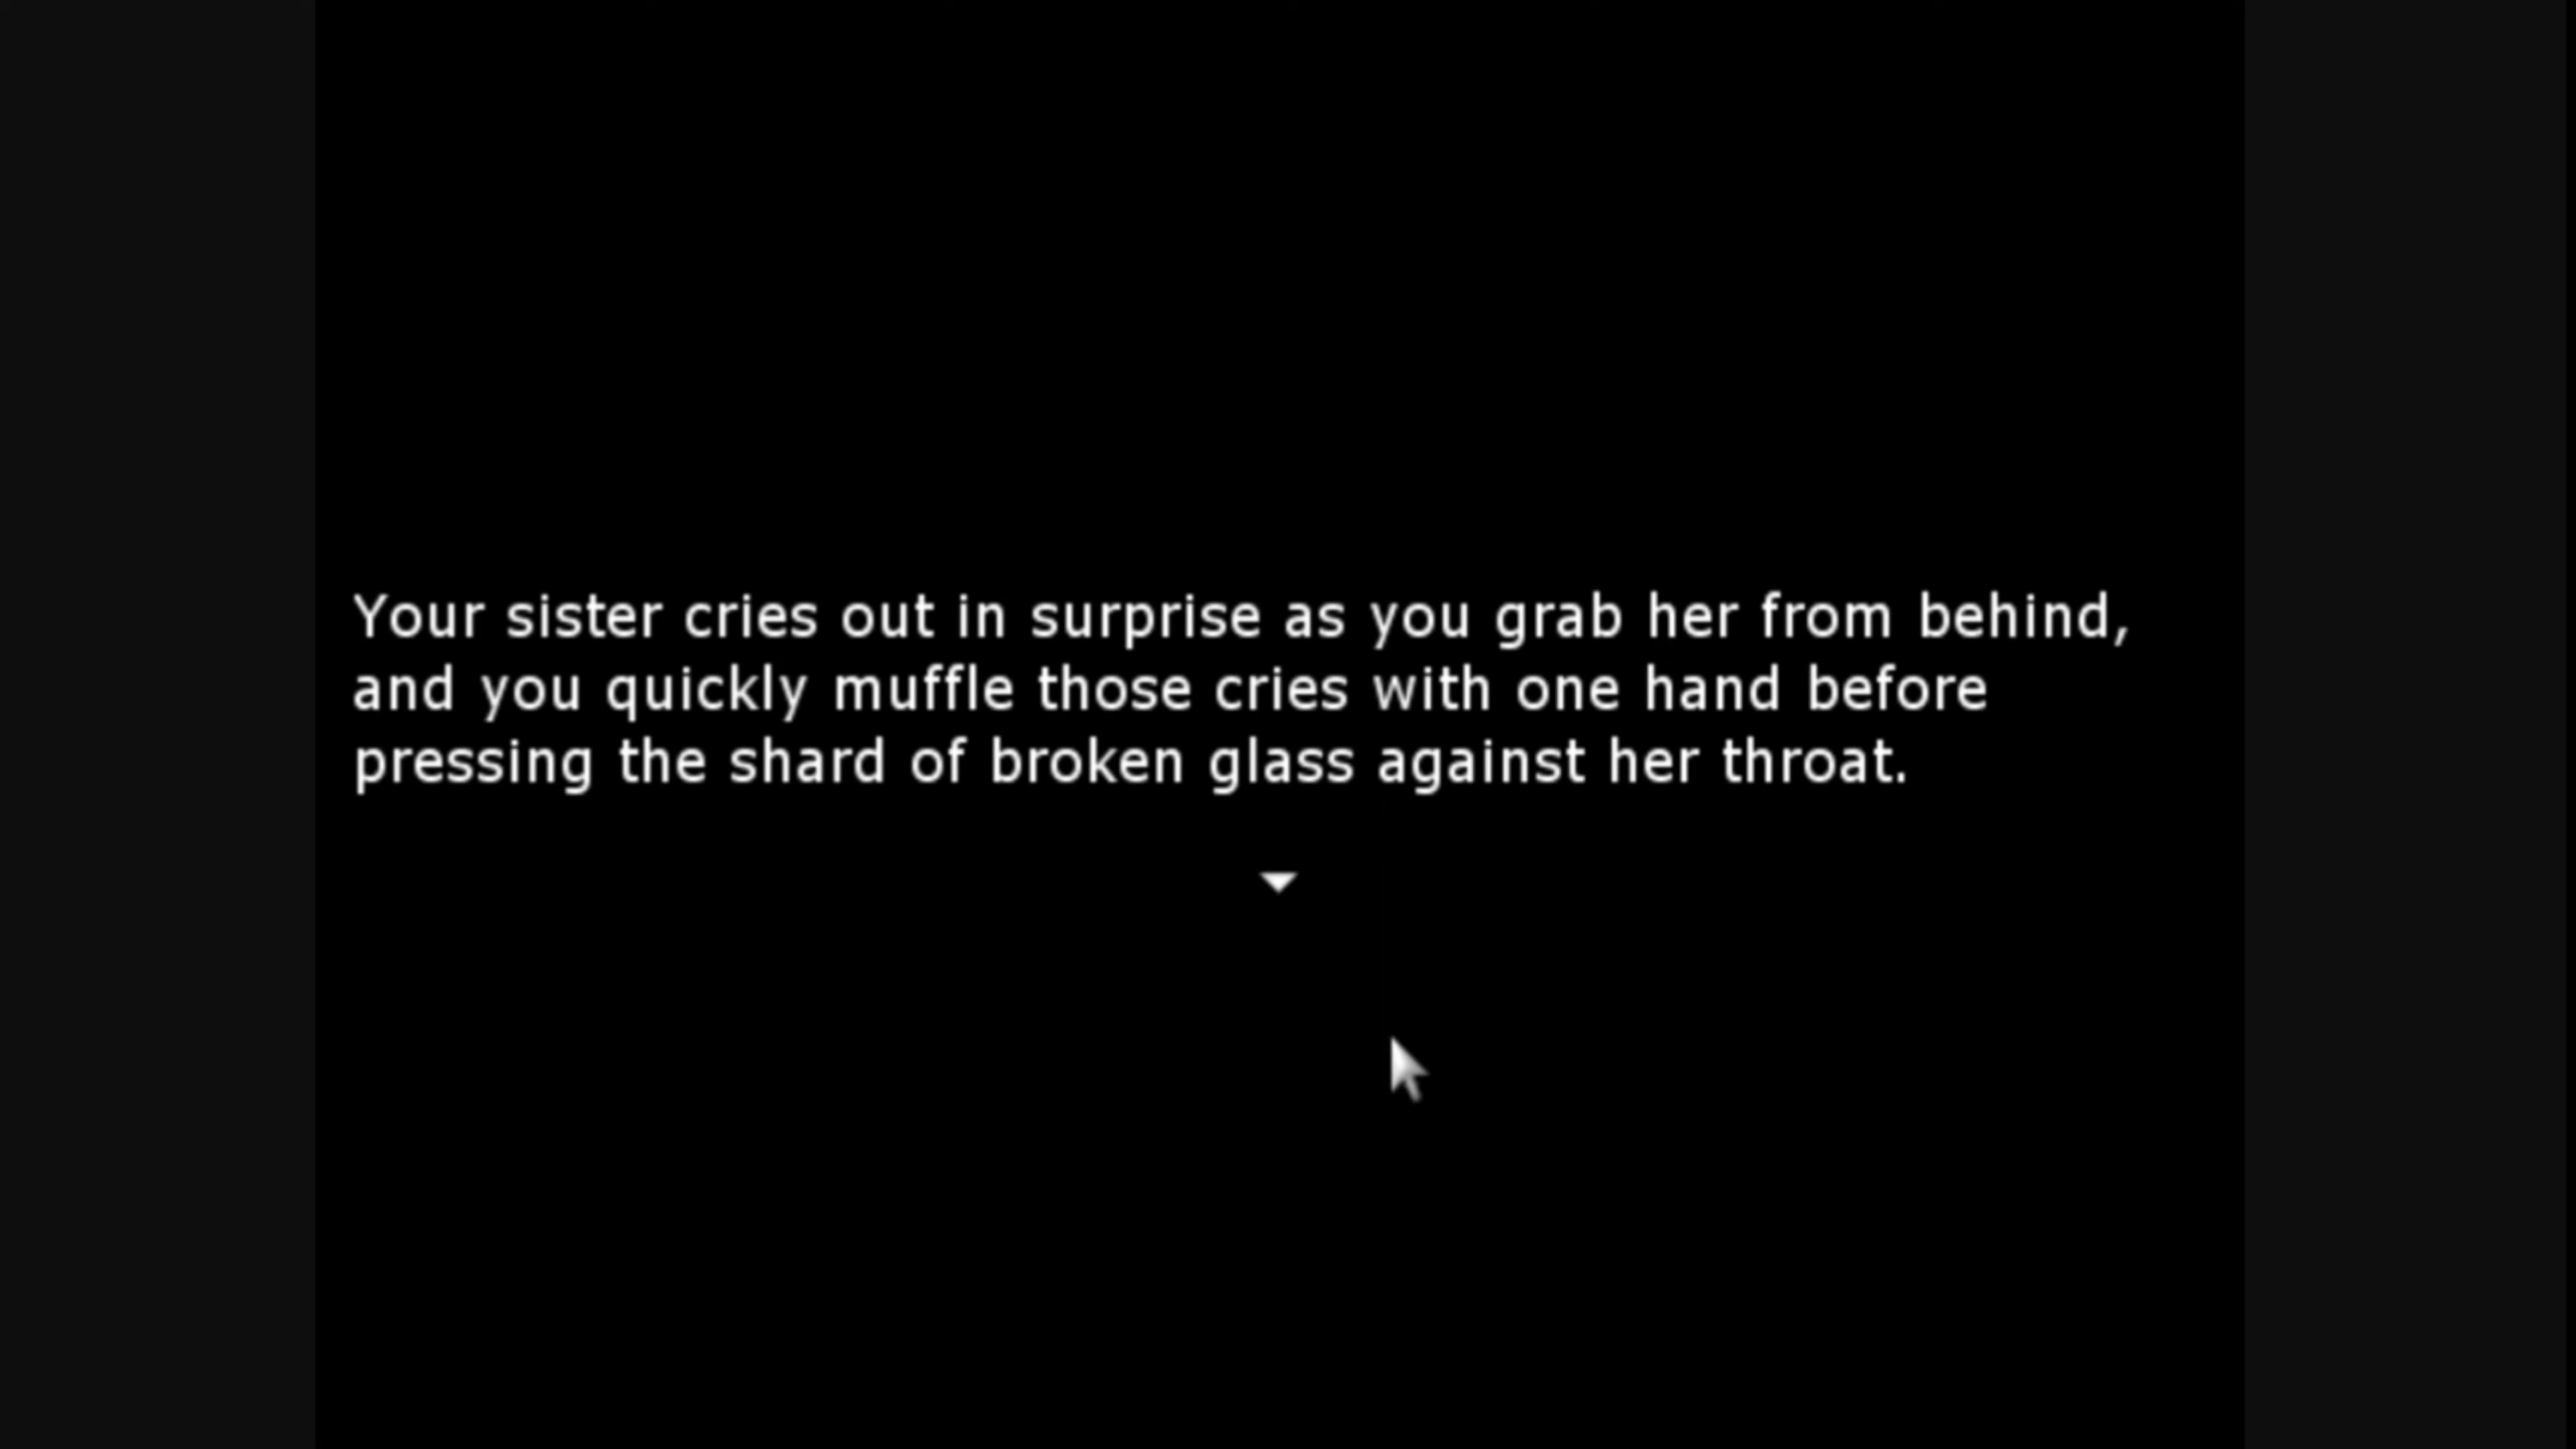 Your sister cries out in surprise as you grab her from behind,
and you quickly muffle those cries with one hand before
pressing the shard of broken glass against her throat.